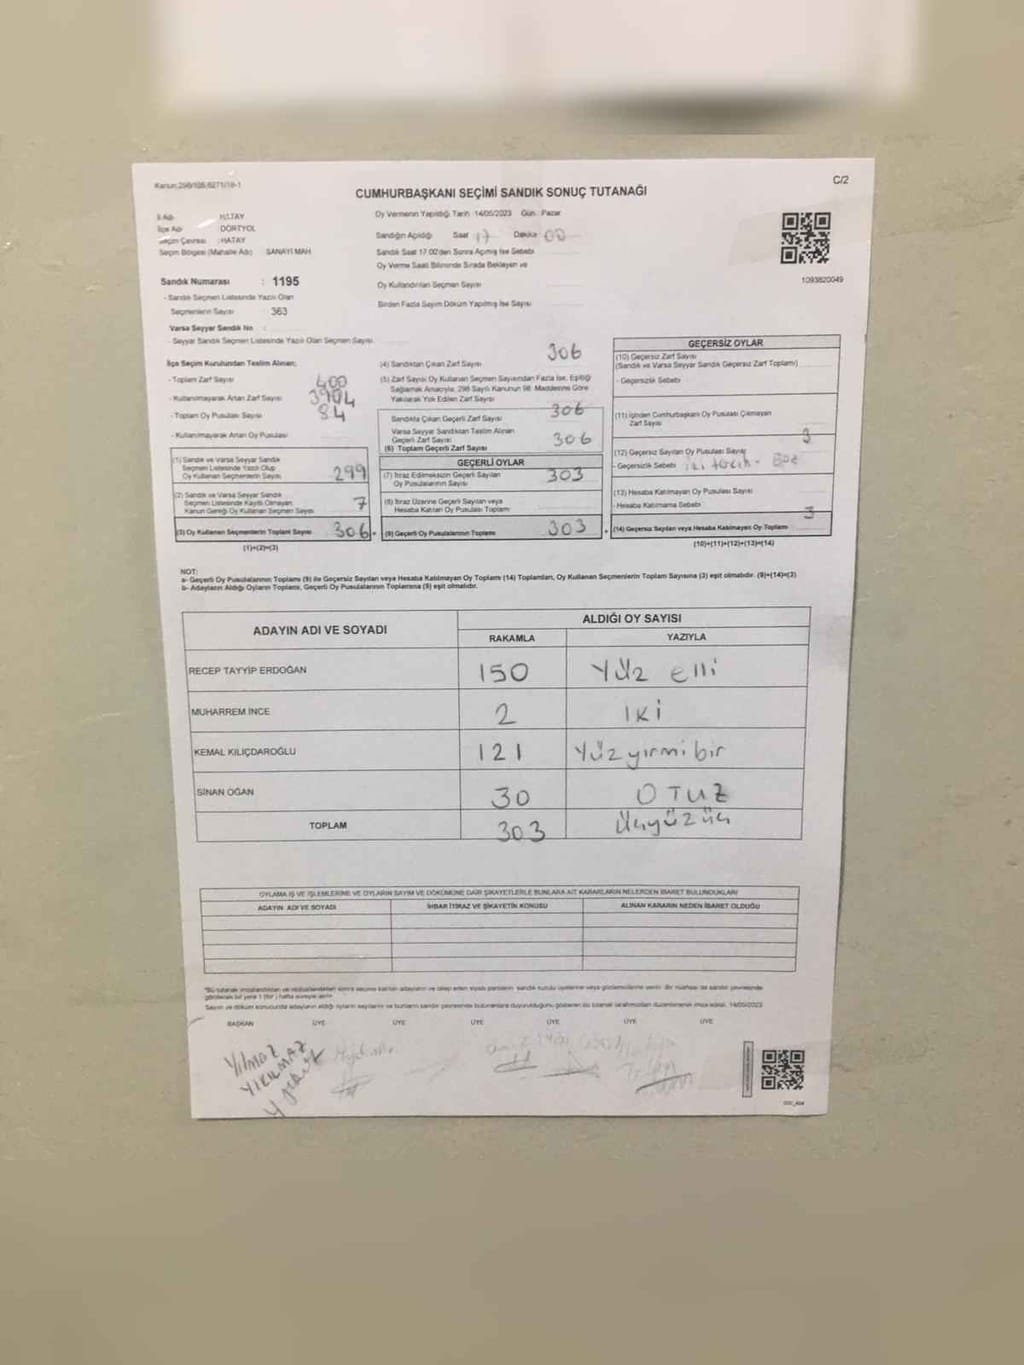 C/2
CUMHURBAŞKANI SEÇİMİ SANDIK SONUÇ TUTANAĞI
İl Adı : HATAY
İlçe Adı : DÖRTYOL
Seçim Çevresi : HATAY
Seçim Bölgesi (Mahalle Adı) SANAYİ MAH
Sandık Numarası : 1195
- Sandık Seçmen Listesinde Yazılı Olan
Seçmenlerin Sayısı : 363
Varsa Seyyar Sandık No :
- Seyyar Sandık Seçmen Listesinde Yazılı Olan Seçmen Sayısı
Oy Vermenin Yapıldığı Tarih 14/05/2023 Gün : Pazar
Sandığın Açıldığı Saat 17 Dakika 00
Sandık Saat 17.00'den Sonra Açılmış İse Sebebi
Oy Verme Saati Bitiminde Sırada Bekleyen ve
Oy Kullandırılan Seçmen Sayısı
Birden Fazla Sayım Döküm Yapılmış İse Sayısı
1093820049
İlçe Seçim Kurulundan Teslim Alınan;
- Toplam Zarf Sayısı 400
- Kullanılmayarak Artan Zarf Sayısı
- Toplam Oy Pusulası Sayısı
- Kullanılmayarak Artan Oy Pusulası
(1) Sandık ve Varsa Seyyar Sandık
Seçmen Listesinde Yazılı Olup
Oy Kullanan Seçmenlerin Sayısı 299
(2) Sandık ve Varsa Seyyar Sandık
Seçmen Listesinde Kayıtlı Olmayan
Kanun Gereği Oy Kullanan Seçmen Sayısı 7
(3) Oy Kullanan Seçmenlerin Toplam Sayısı 306
(1)+(2)=(3)
(4) Sandıktan Çıkan Zarf Sayısı 306
(5) Zarf Sayısı Oy Kullanan Seçmen Sayısından Fazla İse, Eşitliği
Sağlamak Amacıyla, 298 Sayılı Kanunun 98. Maddesine Göre
Yakılarak Yok Edilen Zarf Sayısı
Sandıkta Çıkan Geçerli Zarf Sayısı 306
Varsa Seyyar Sandıktan Teslim Alınan
Geçerli Zarf Sayısı
(6) Toplam Geçerli Zarf Sayısı 306
GEÇERLİ OYLAR
(7) İtiraz Edilmeksizin Geçerli Sayılan
Oy Pusulalarının Sayısı 303
(8) İtiraz Üzerine Geçerli Sayılan veya
Hesaba Katılan Oy Pusulaları Toplamı
(9) Geçerli Oy Pusulalarının Toplamı 303
GEÇERSİZ OYLAR
(10) Geçersiz Zarf Sayısı
(Sandık ve Varsa Seyyar Sandık Geçersiz Zarf Toplamı)
- Geçersizlik Sebebi
(11) İçinden Cumhurbaşkanı Oy Pusulası Çıkmayan
Zarf Sayısı
(12) Geçersiz Sayılan Oy Pusulası Sayısı 3
- Geçersizlik Sebebi iki tercih -
(13) Hesaba Katılmayan Oy Pusulası Sayısı
- Hesaba Katılmama Sebebi
(14) Geçersiz Sayılan veya Hesaba Katılmayan Oy Toplamı 3
(10)+(11)+(12)+(13)=(14)
NOT:
a- Geçerli Oy Pusulalarının Toplamı (9) ile Geçersiz Sayılan veya Hesaba Katılmayan Oy Toplamı (14) Toplamları, Oy Kullanan Seçmenlerin Toplam Sayısına (3) eşit olmalıdır. (9)+(14)=(3)
b- Adayların Aldığı Oyların Toplamı, Geçerli Oy Pusulalarının Toplamına (9) eşit olmalıdır.
ADAYIN ADI VE SOYADI ALDIĞI OY SAYISI
RAKAMLA YAZIYLA
RECEP TAYYİP ERDOĞAN 150 Yüz elli
MUHARREM İNCE 2 İKİ
KEMAL KILIÇDAROĞLU 121 Yüz yirmi bir
SİNAN OĞAN 30 OTUZ
TOPLAM 303 Üçyüz üç
OYLAMA İŞ VE İŞLEMLERİNE VE OYLARIN SAYIM VE DÖKÜMÜNE DAİR ŞİKAYETLERLE BUNLARA AİT KARARLARIN NELERDEN İBARET BULUNDUKLARI
ADAYIN ADI VE SOYADI İHBAR İTİRAZ VE ŞİKAYETİN KONUSU ALINAN KARARIN NEDEN İBARET OLDUĞU
BAŞKAN ÜYE ÜYE ÜYE ÜYE ÜYE ÜYE
Yılmaz
YIKILMAZ